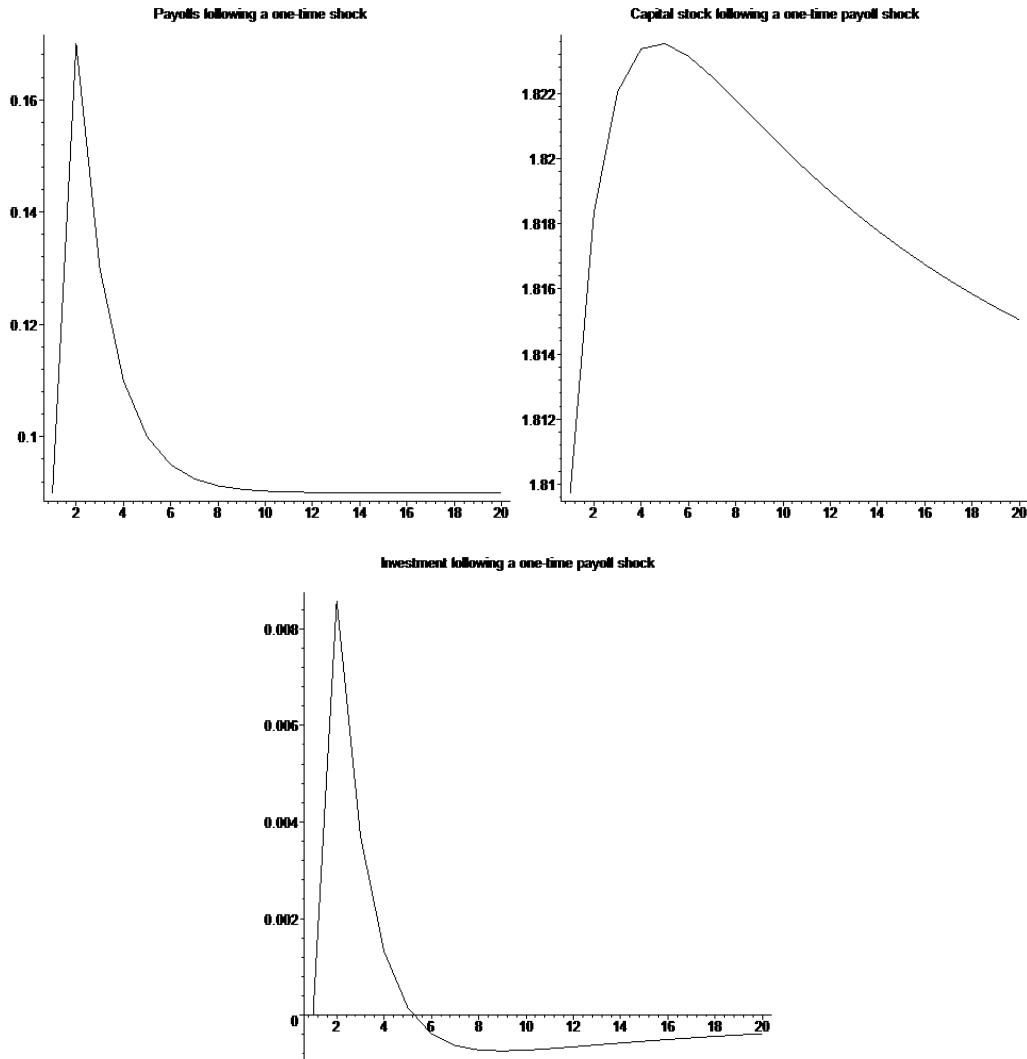 Payoffs following a one-time shock
0.16
0.14
0.12
0.1
2 4 6 8 10 12 14 16 18 20
Capital stock following a one-time payoff shock
1.822
1.82
1.818
1.816
1.814
1.812
1.81
2 4 6 8 10 12 14 16 18 20
Investment following a one-time payoff shock
0.008
0.006
0.004
0.002
0
2 4 6 8 10 12 14 16 18 20